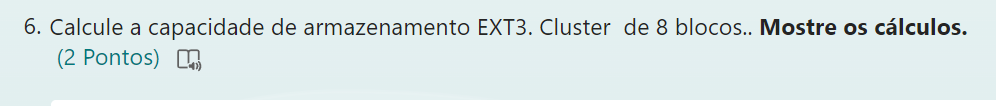 6. Calcule a capacidade de armazenamento EXT3. Cluster de 8 blocos.. Mostre os cálculos.
(2 Pontos)